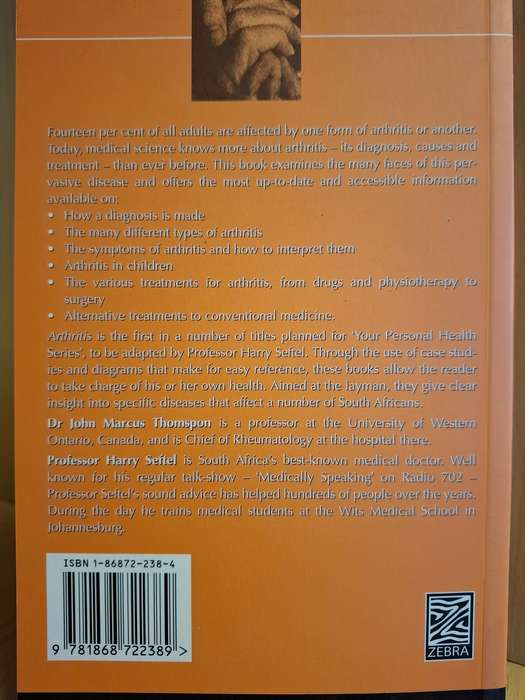 Fourteen per cent of all adults are affected by one form of arthritis or another.
Today, medical science knows more about arthritis – its diagnosis, causes and
treatment – than ever before. This book examines the many faces of this per-
vasive disease and offers the most up-to-date and accessible information
available on:
• How a diagnosis is made
• The many different types of arthritis
• The symptoms of arthritis and how to interpret them
• Arthritis in children
• The various treatments for arthritis, from drugs and physiotherapy to
surgery
• Alternative treatments to conventional medicine.
Arthritis is the first in a number of titles planned for 'Your Personal Health
Series', to be adapted by Professor Harry Seftel. Through the use of case stud-
ies and diagrams that make for easy reference, these books allow the reader
to take charge of his or her own health. Aimed at the layman, they give clear
insight into specific diseases that affect a number of South Africans.
Dr John Marcus Thomspon is a professor at the University of Western
Ontario, Canada, and is Chief of Rheumatology at the hospital there.
Professor Harry Seftel is South Africa's best-known medical doctor. Well
known for his regular talk-show – 'Medically Speaking' on Radio 702 –
Professor Seftel's sound advice has helped hundreds of people over the years.
During the day he trains medical students at the Wits Medical School in
Johannesburg.
ISBN 1-86872-238-4
9 781868 722389 >
ZEBRA